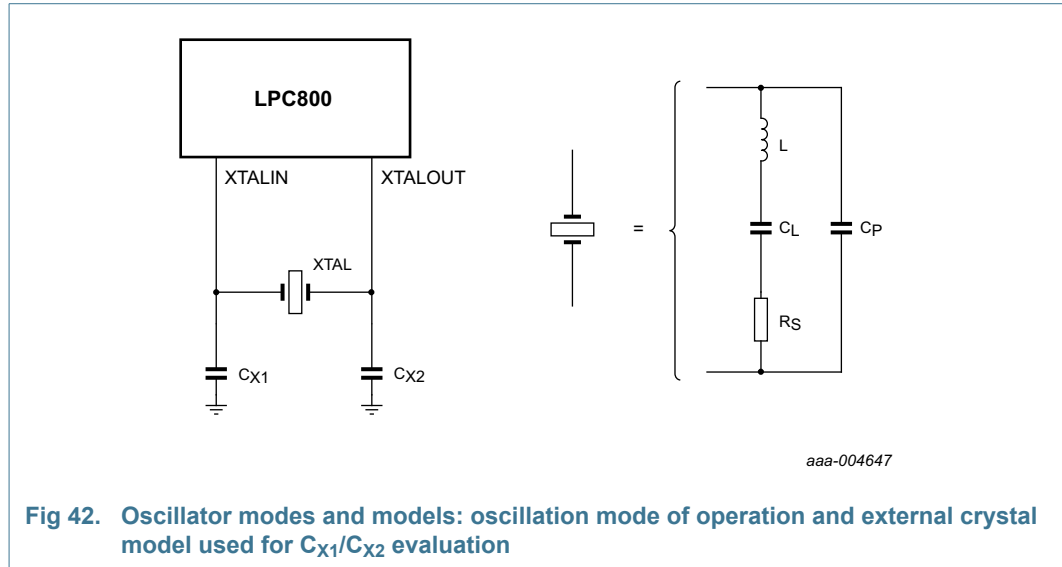 LPC800
XTALIN XTALOUT
XTAL
CX1 CX2
=
L
CL CP
RS
aaa-004647
Fig 42. Oscillator modes and models: oscillation mode of operation and external crystal
model used for CX1/CX2 evaluation